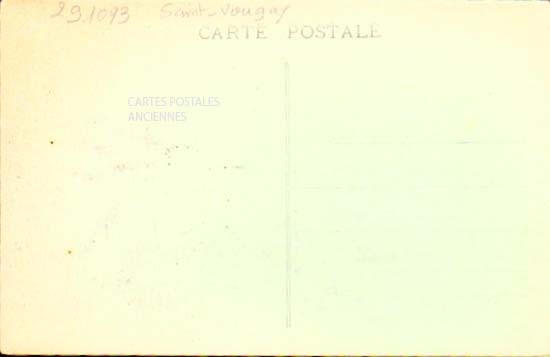 29.1093 Saint-Vougay
CARTE POSTALE
CARTES POSTALES
ANCIENNES